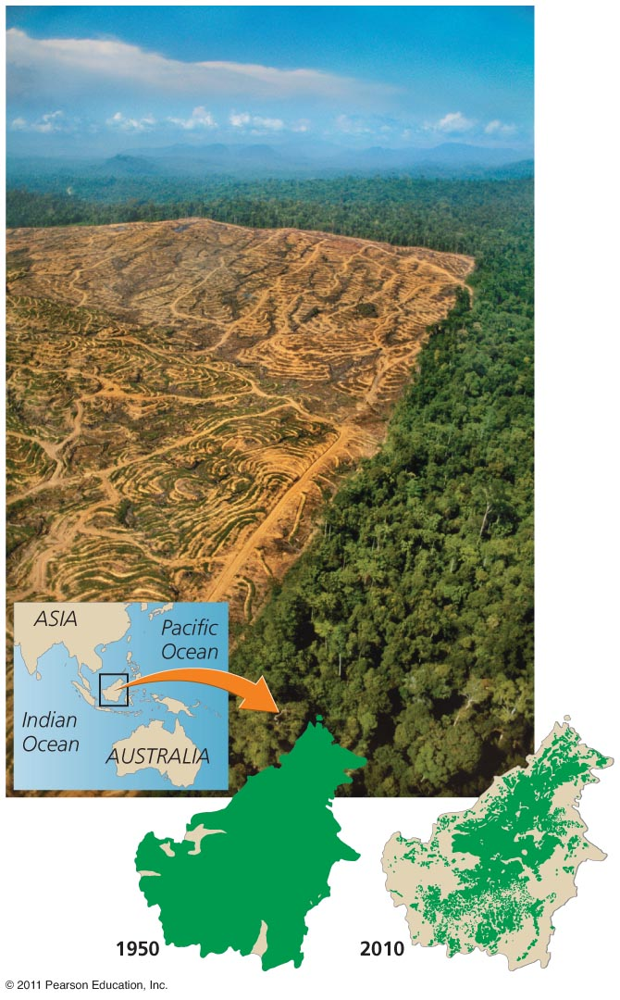 ASIA
Pacific
Ocean
Indian
Ocean
AUSTRALIA
1950
2010
© 2011 Pearson Education, Inc.